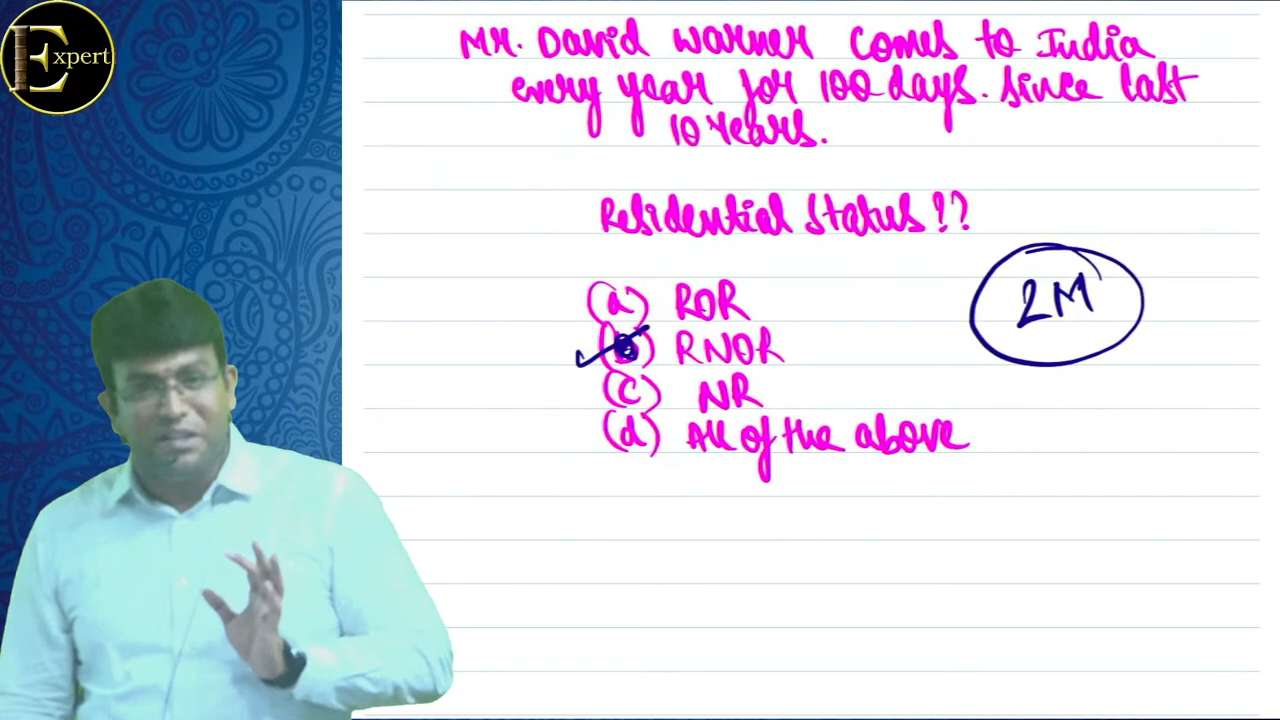 Expert
Mr. David Warner Comes to India
every year for 100 days. Since last
10 Years.
Residential Status !??
(a) ROR
(b) RNOR
(c) NR
(d) All of the above
2M